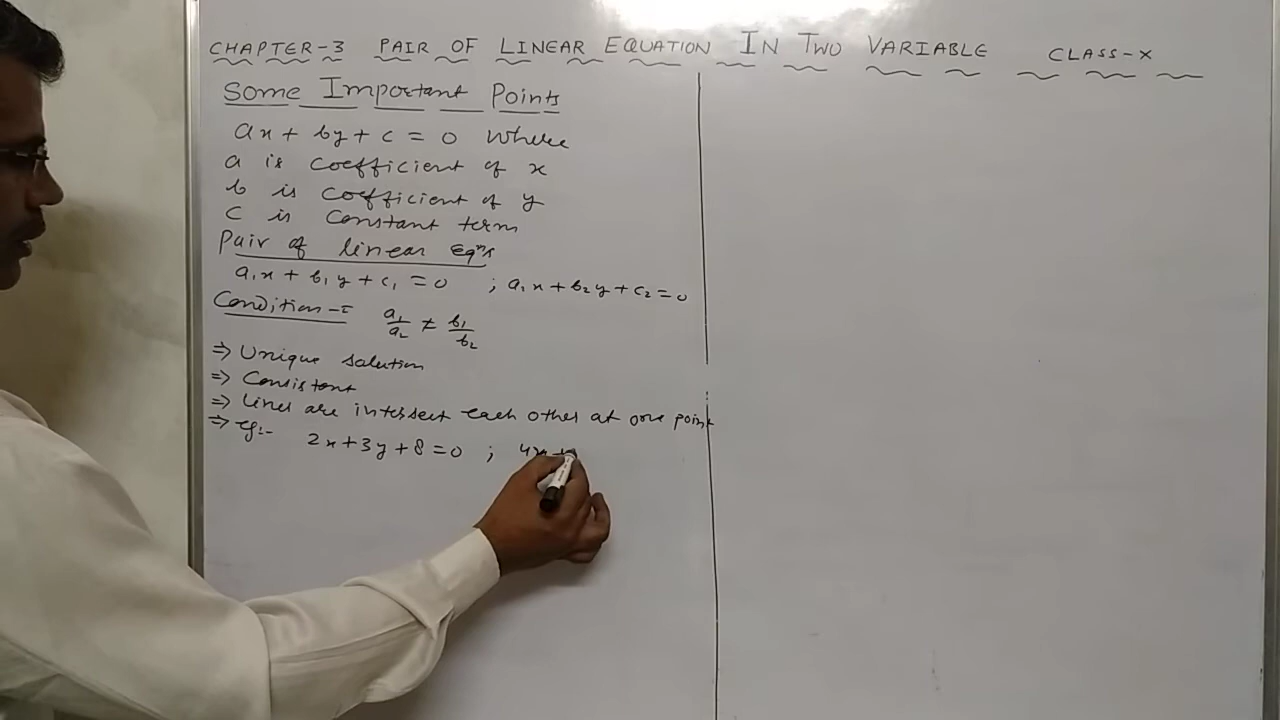 CHAPTER-3 PAIR OF LINEAR EQUATION IN TWO VARIABLE CLASS-X
Some Important Points
ax + by + c = 0 where
a is coefficient of x
b is coefficient of y
c is constant term
Pair of linear Eqⁿs
a₁x + b₁y + c₁ = 0 ; a₁x + b₂y + c₂ = 0
Condition-I a₁/a₂ ≠ b₁/b₂
⇒ Unique solution
⇒ Consistent
⇒ Lines are intersect each other at one point
⇒ eg:- 2x + 3y + 8 = 0 ; 4x +